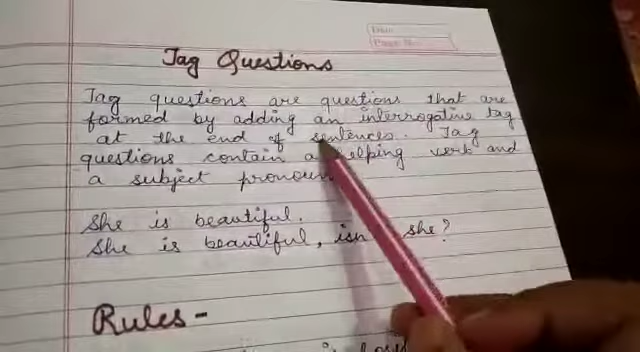 Date
Page No.
Tag Questions
Tag questions are questions that are
formed by adding an interrogative tag
at the end of sentences. Tag
questions contain a helping verb and
a subject pronoun
She is beautiful.
She is beautiful, isn she?
Rules -